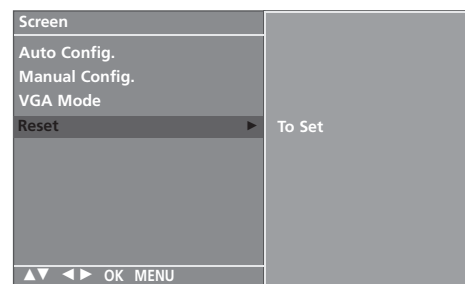 Screen
Auto Config.
Manual Config.
VGA Mode
Reset ► To Set
▲▼ ◄► OK MENU